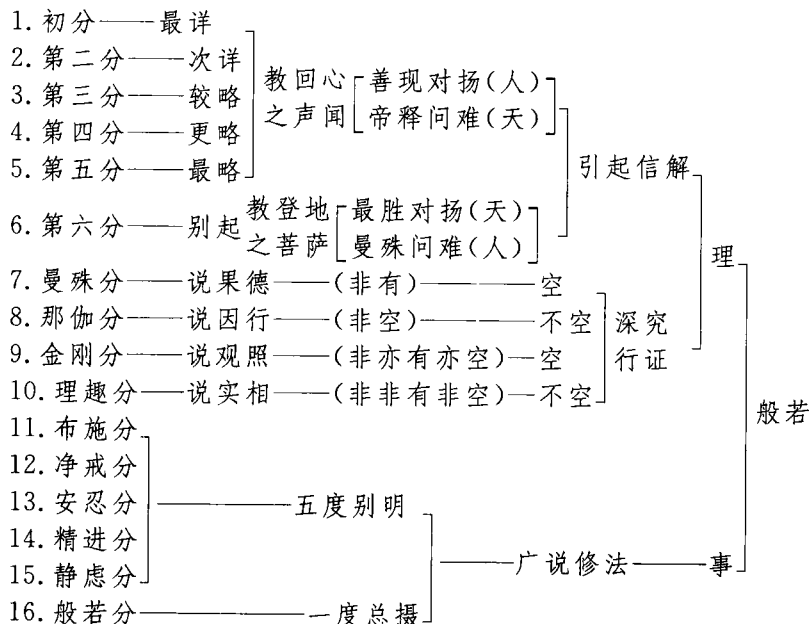 1.初分——最详
2.第二分——次详
3.第三分——较略 教回心 善现对扬(人)
4.第四分——更略 之声闻 帝释问难(天)
5.第五分——最略 引起信解
6.第六分——别起 教登地 最胜对扬(天)
之菩萨 曼殊问难(人)
理
7.曼殊分——说果德——(非有)———空
8.那伽分——说因行——(非空)———不空 深究
9.金刚分——说观照——(非亦有亦空)—空 行证
10.理趣分——说实相——(非非有非空)—不空
般若
11.布施分
12.净戒分
13.安忍分 ———五度别明
14.精进分
广说修法———事
15.静虑分
16.般若分————一度总摄